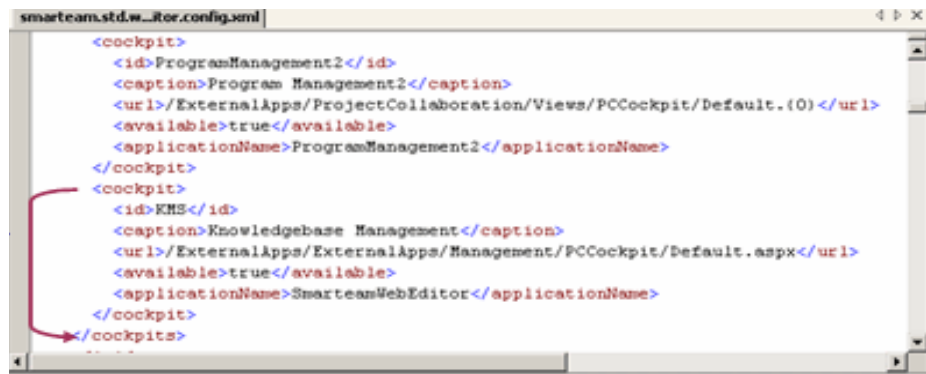 smarteam.std.w...itor.config.xml
<cockpit>
<id>ProgramManagement2</id>
<caption>Program Management2</caption>
<url>/ExternalApps/ProjectCollaboration/Views/PCCockpit/Default.{0}</url>
<available>true</available>
<applicationName>ProgramManagement2</applicationName>
</cockpit>
<cockpit>
<id>KMS</id>
<caption>Knowledgebase Management</caption>
<url>/ExternalApps/ExternalApps/Management/PCCockpit/Default.aspx</url>
<available>true</available>
<applicationName>SmarteamWebEditor</applicationName>
</cockpit>
</cockpits>